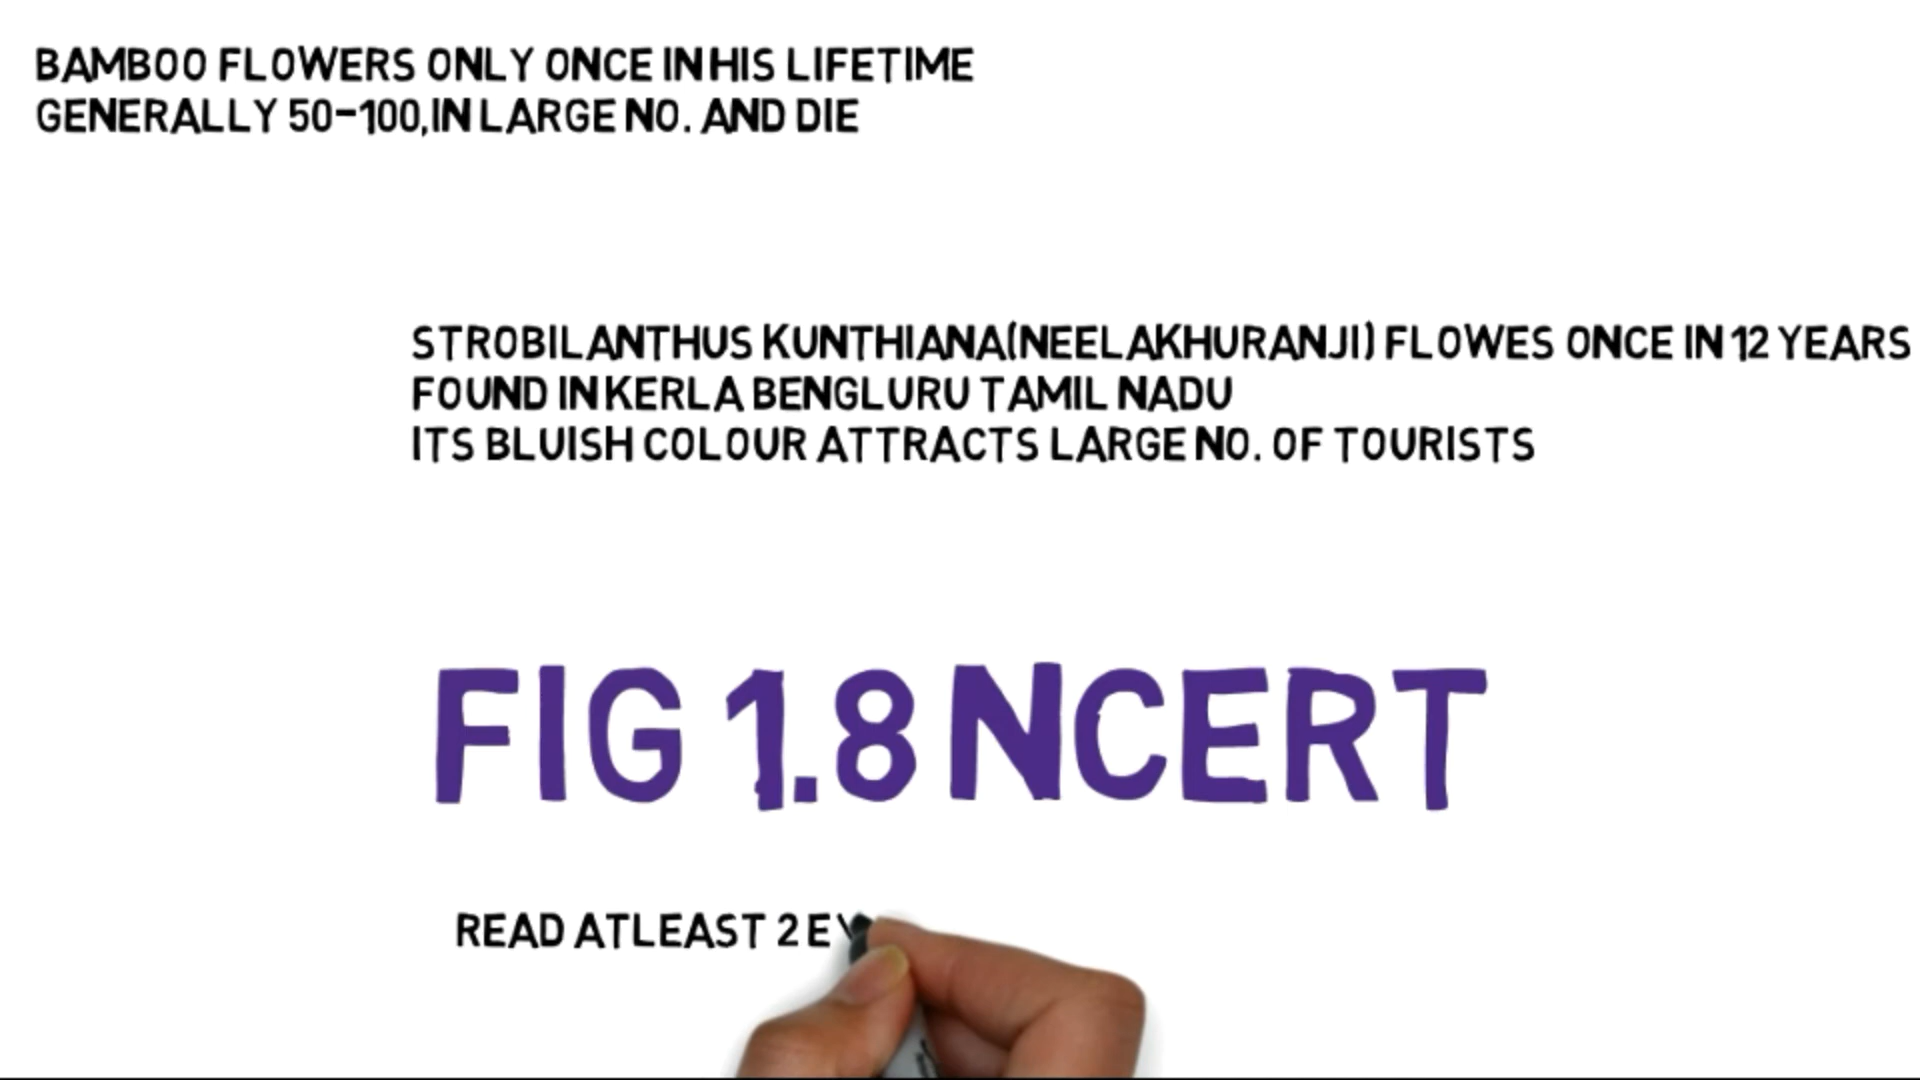 BAMBOO FLOWERS ONLY ONCE IN HIS LIFETIME
GENERALLY 50-100,IN LARGE NO. AND DIE
STROBILANTHUS KUNTHIANA(NEELAKHURANJI) FLOWES ONCE IN 12 YEARS
FOUND IN KERLA BENGLURU TAMIL NADU
ITS BLUISH COLOUR ATTRACTS LARGE NO. OF TOURISTS
FIG 1.8 NCERT
READ ATLEAST 2